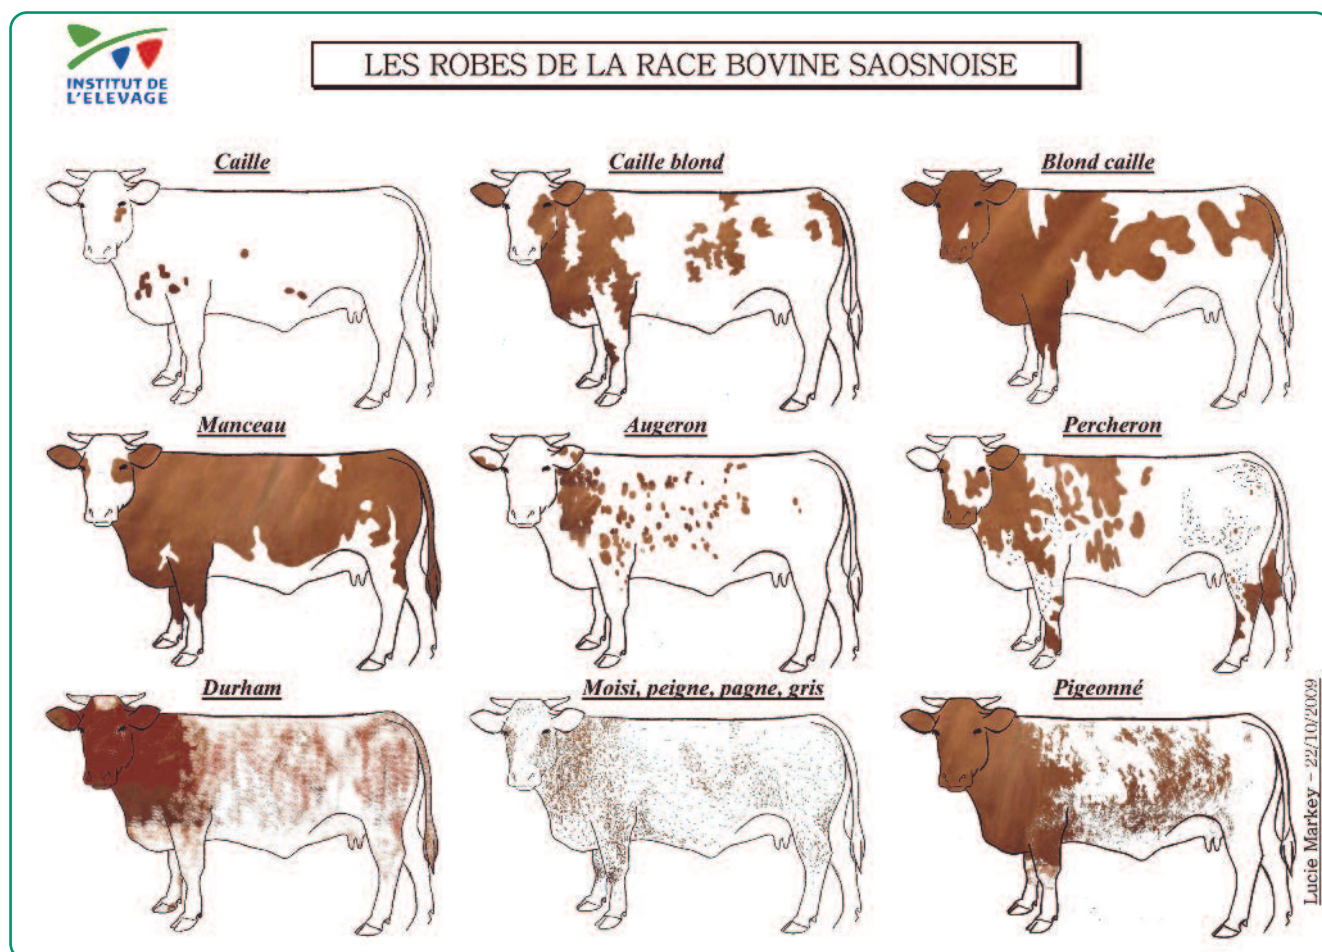 INSTITUT DE
L'ELEVAGE
LES ROBES DE LA RACE BOVINE SAOSNOISE
Caille
Caille blond
Blond caille
Manceau
Augeron
Percheron
Durham
Moisi, peigne, pagne, gris
Pigeonné
Lucie Markey – 22/10/2009